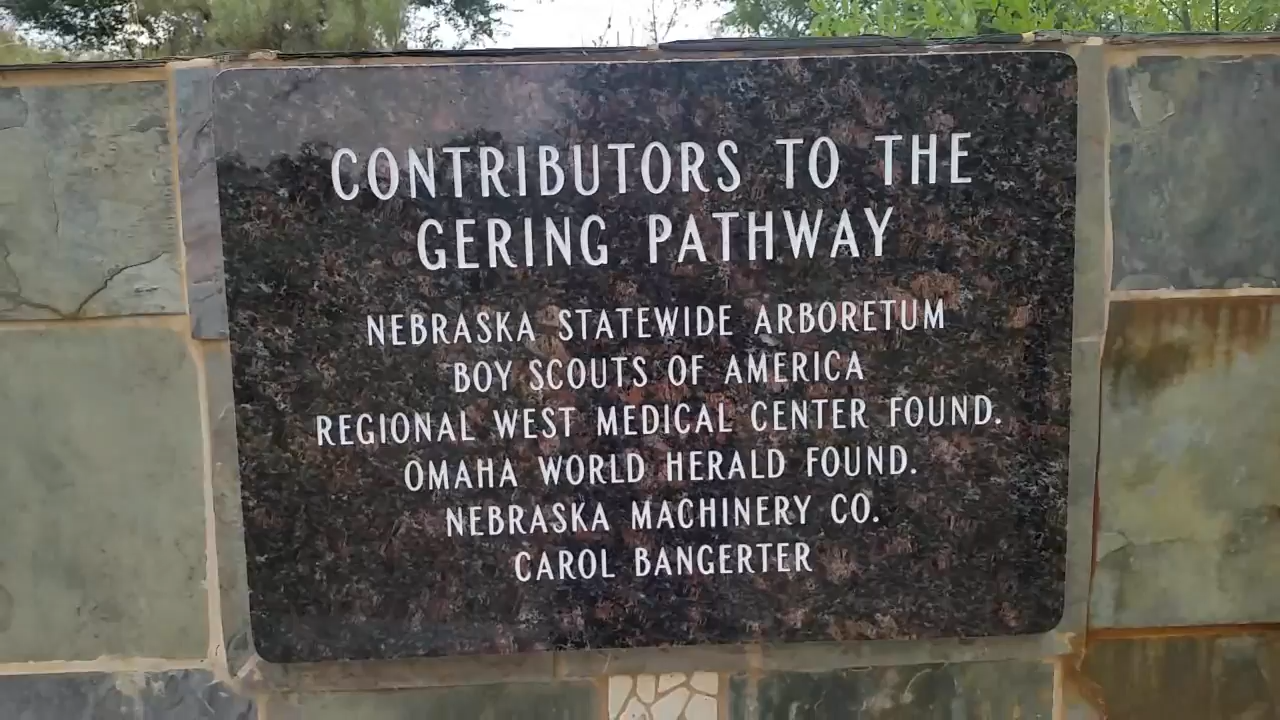 CONTRIBUTORS TO THE
GERING PATHWAY
NEBRASKA STATEWIDE ARBORETUM
BOY SCOUTS OF AMERICA
REGIONAL WEST MEDICAL CENTER FOUND.
OMAHA WORLD HERALD FOUND.
NEBRASKA MACHINERY CO.
CAROL BANGERTER